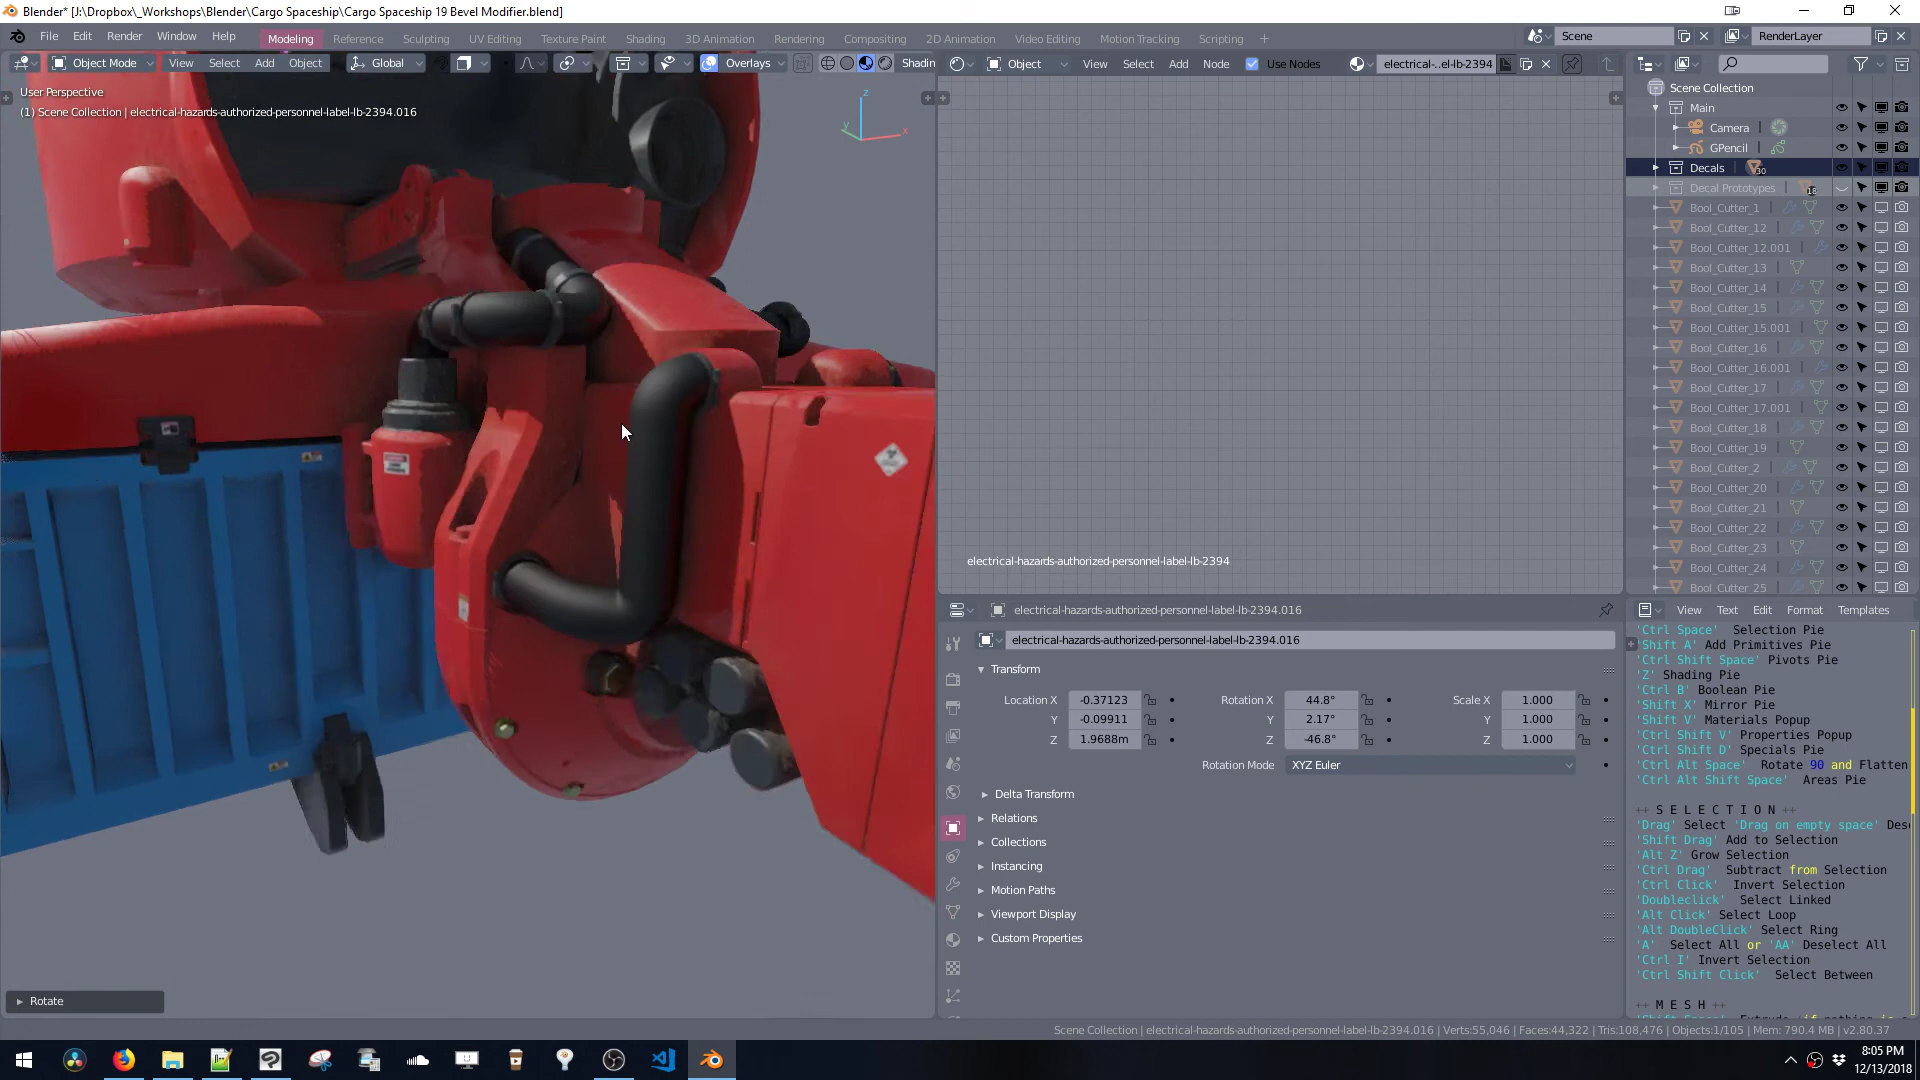 Blender* [J:\Dropbox\_Workshops\Blender\Cargo Spaceship\Cargo Spaceship 19 Bevel Modifier.blend]
File Edit Render Window Help Modeling Reference Sculpting UV Editing Texture Paint Shading 3D Animation Rendering Compositing 2D Animation Video Editing Motion Tracking Scripting Scene RenderLayer
Object Mode View Select Add Object Global Overlays Shadin
Object View Select Add Node Use Nodes electrical-..el-lb-2394
User Perspective
(1) Scene Collection | electrical-hazards-authorized-personnel-label-lb-2394.016
z
y
x
electrical-hazards-authorized-personnel-label-lb-2394
Scene Collection
Main
Camera
GPencil
Decals 30
Decal Prototypes 18
Bool_Cutter_1
Bool_Cutter_12
Bool_Cutter_12.001
Bool_Cutter_13
Bool_Cutter_14
Bool_Cutter_15
Bool_Cutter_15.001
Bool_Cutter_16
Bool_Cutter_16.001
Bool_Cutter_17
Bool_Cutter_17.001
Bool_Cutter_18
Bool_Cutter_19
Bool_Cutter_2
Bool_Cutter_20
Bool_Cutter_21
Bool_Cutter_22
Bool_Cutter_23
Bool_Cutter_24
Bool_Cutter_25
electrical-hazards-authorized-personnel-label-lb-2394.016
electrical-hazards-authorized-personnel-label-lb-2394.016
Transform
Location X -0.37123 Rotation X 44.8° Scale X 1.000
Y -0.09911 Y 2.17° Y 1.000
Z 1.9688m Z -46.8° Z 1.000
Rotation Mode XYZ Euler
Delta Transform
Relations
Collections
Instancing
Motion Paths
Viewport Display
Custom Properties
View Text Edit Format Templates
'Ctrl Space' Selection Pie
'Shift A' Add Primitives Pie
'Ctrl Shift Space' Pivots Pie
'Z' Shading Pie
'Ctrl B' Boolean Pie
'Shift X' Mirror Pie
'Shift V' Materials Popup
'Ctrl Shift V' Properties Popup
'Ctrl Shift D' Specials Pie
'Ctrl Alt Space' Rotate 90 and Flatten
'Ctrl Alt Shift Space' Areas Pie
++ S E L E C T I O N ++
'Drag' Select 'Drag on empty space' Des
'Shift Drag' Add to Selection
'Alt Z' Grow Selection
'Ctrl Drag' Subtract from Selection
'Ctrl Click' Invert Selection
'Doubleclick' Select Linked
'Alt Click' Select Loop
'Alt DoubleClick' Select Ring
'A' Select All or 'AA' Deselect All
'Ctrl I' Invert Selection
'Ctrl Shift Click' Select Between
++ M E S H ++
Rotate
Scene Collection | electrical-hazards-authorized-personnel-label-lb-2394.016 | Verts:55,046 | Faces:44,322 | Tris:108,476 | Objects:1/105 | Mem: 790.4 MB | v2.80.37
8:05 PM
12/13/2018